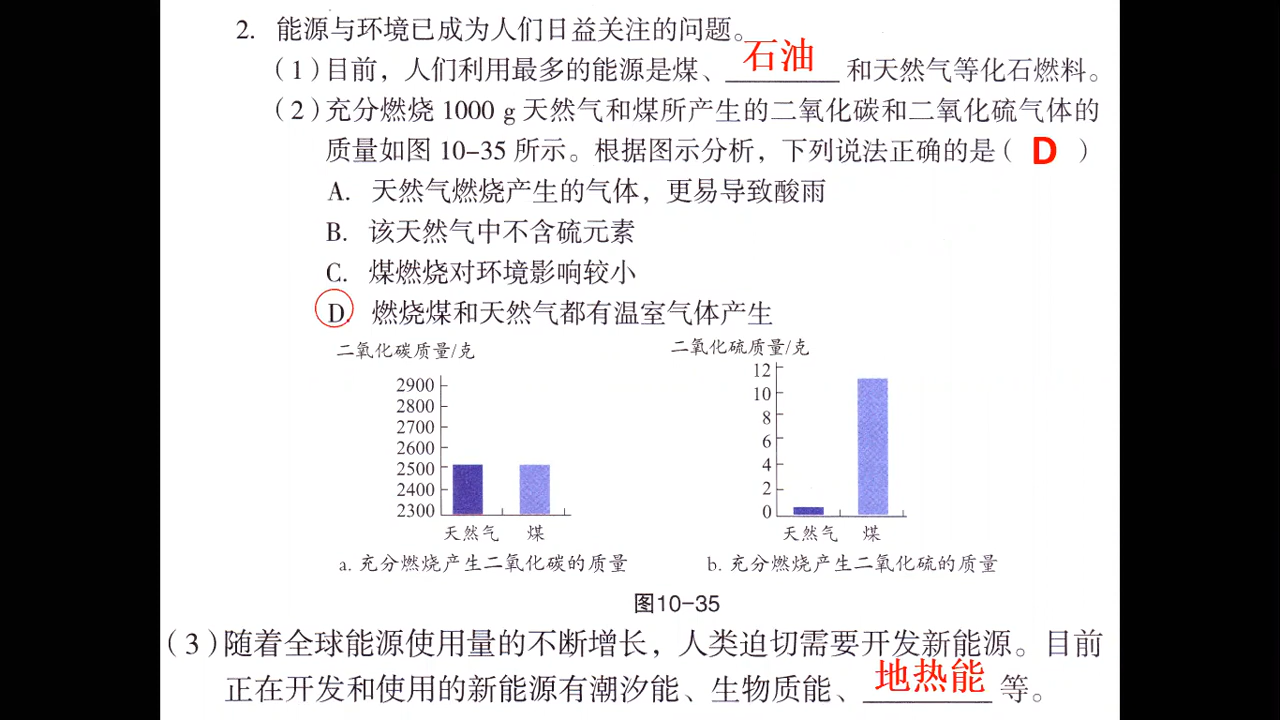 2. 能源与环境已成为人们日益关注的问题。
(1)目前，人们利用最多的能源是煤、石油和天然气等化石燃料。
(2)充分燃烧 1000 g 天然气和煤所产生的二氧化碳和二氧化硫气体的
质量如图 10-35 所示。根据图示分析，下列说法正确的是( D )
A. 天然气燃烧产生的气体，更易导致酸雨
B. 该天然气中不含硫元素
C. 煤燃烧对环境影响较小
D. 燃烧煤和天然气都有温室气体产生
二氧化碳质量/克
2900
2800
2700
2600
2500
2400
2300
天然气 煤
a. 充分燃烧产生二氧化碳的质量
二氧化硫质量/克
12
10
8
6
4
2
0
天然气 煤
b. 充分燃烧产生二氧化硫的质量
图10-35
(3)随着全球能源使用量的不断增长，人类迫切需要开发新能源。目前
正在开发和使用的新能源有潮汐能、生物质能、地热能等。